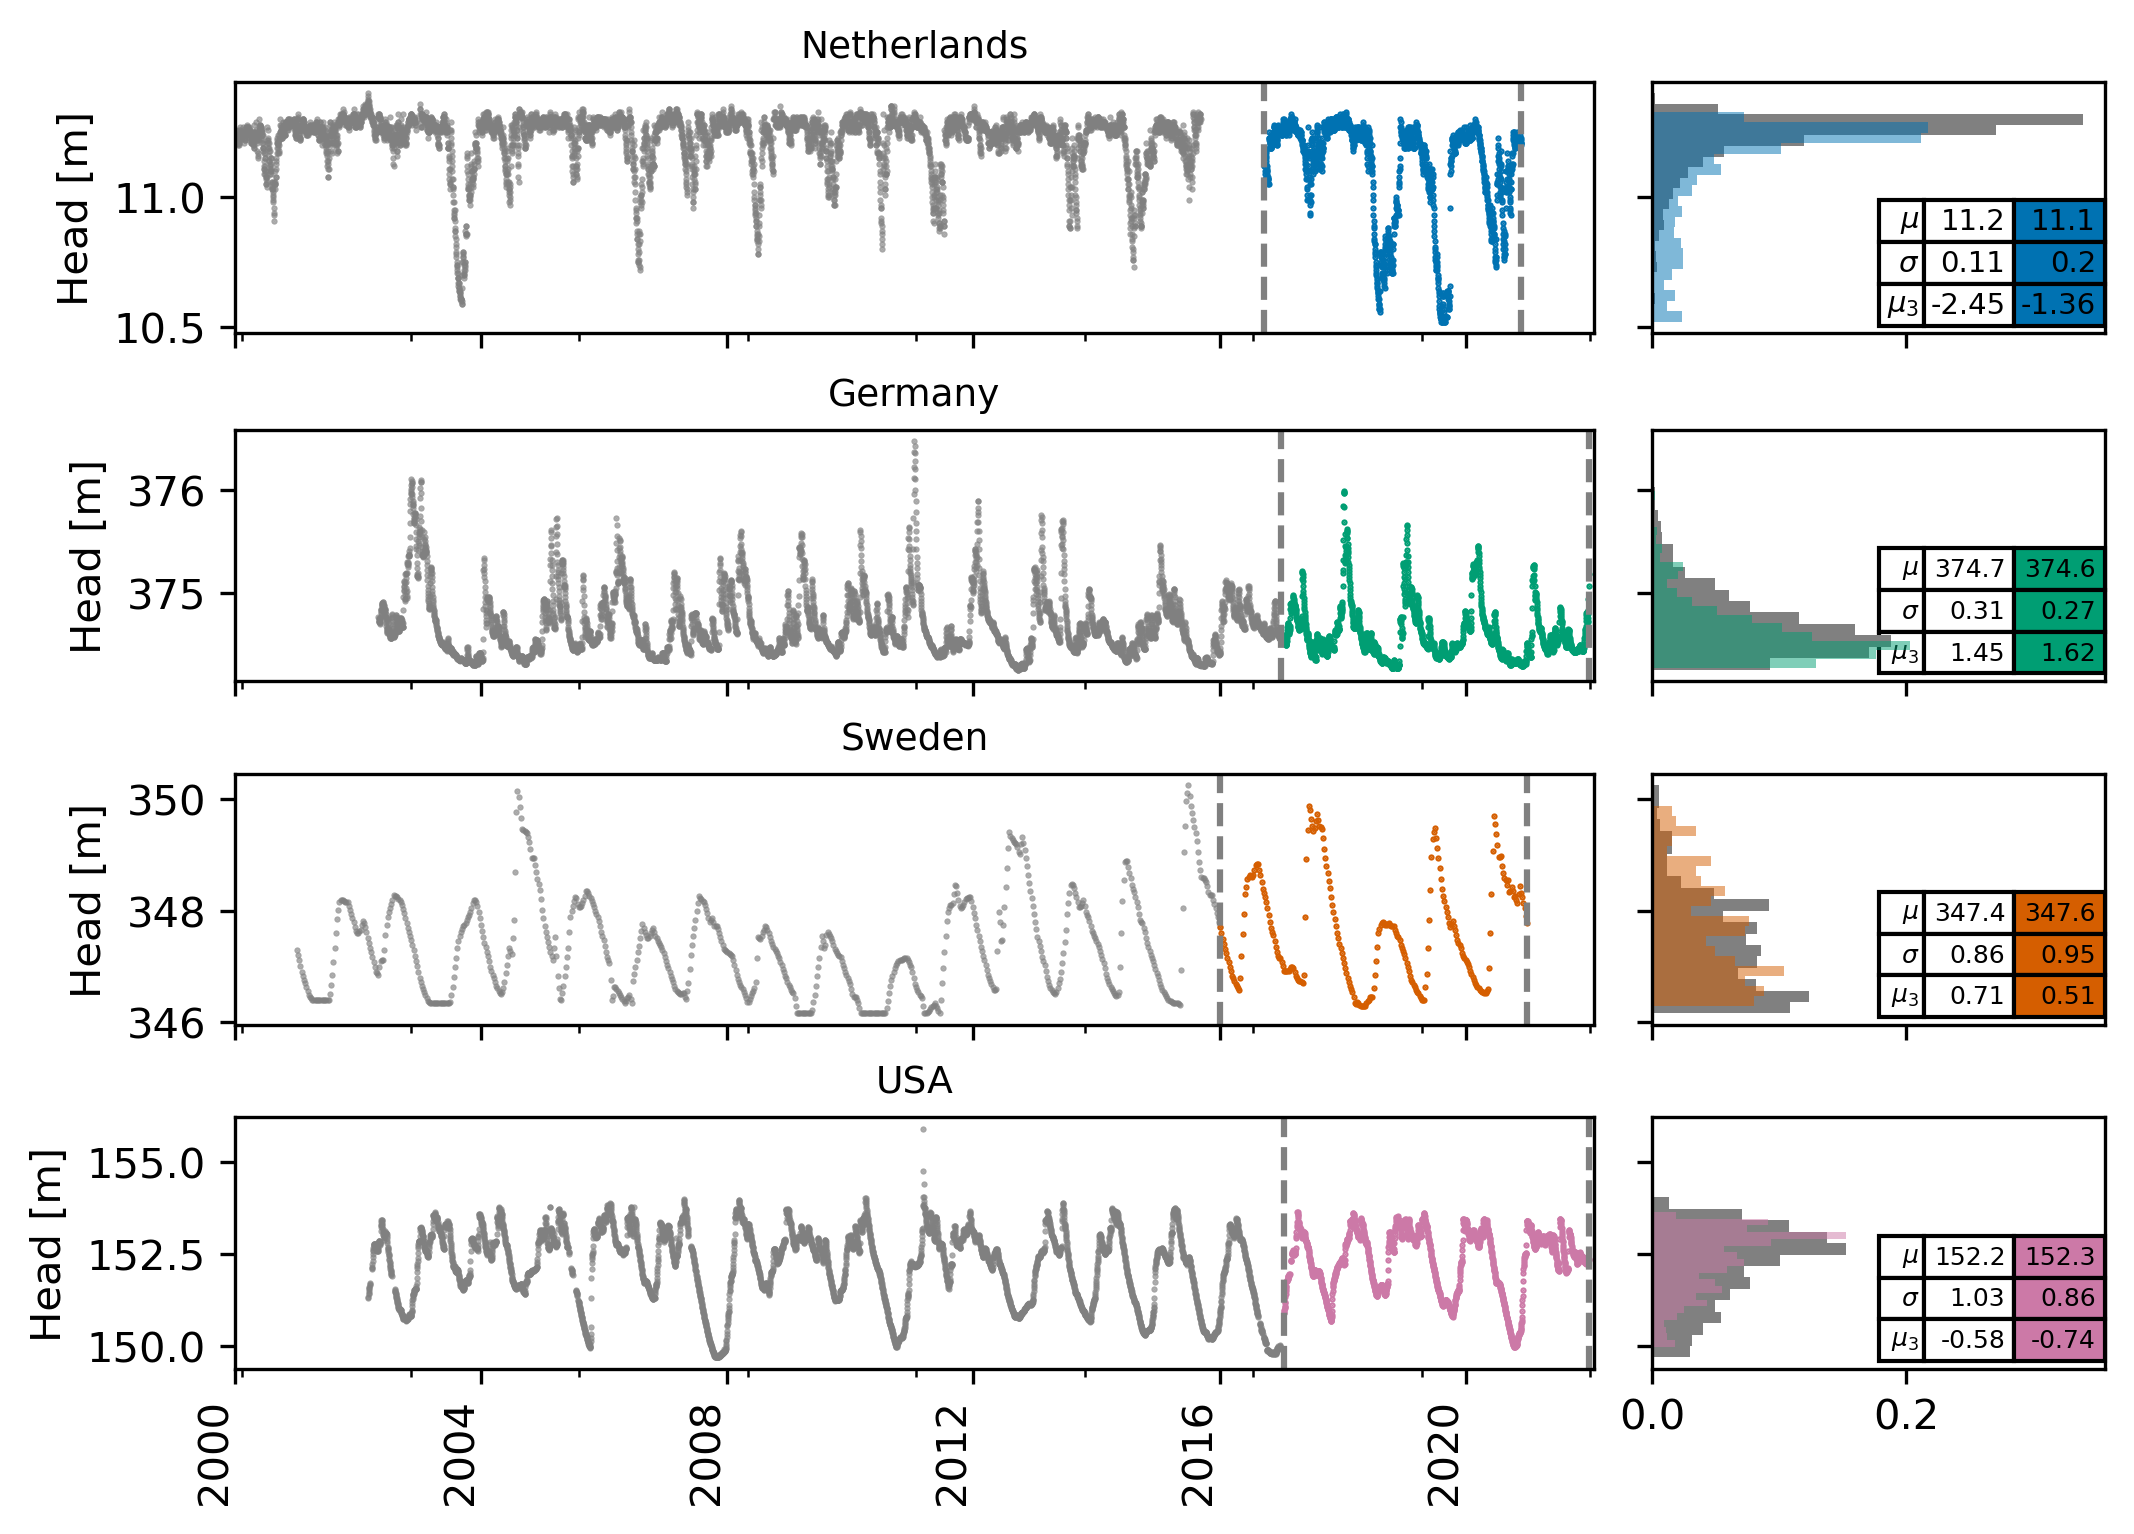 Netherlands
Head [m]
11.0
10.5
μ 11.2 11.1
σ 0.11 0.2
μ₃ -2.45 -1.36
Germany
Head [m]
376
375
μ 374.7 374.6
σ 0.31 0.27
μ₃ 1.45 1.62
Sweden
Head [m]
350
348
346
μ 347.4 347.6
σ 0.86 0.95
μ₃ 0.71 0.51
USA
Head [m]
155.0
152.5
150.0
μ 152.2 152.3
σ 1.03 0.86
μ₃ -0.58 -0.74
2000 2004 2008 2012 2016 2020
0.0 0.2